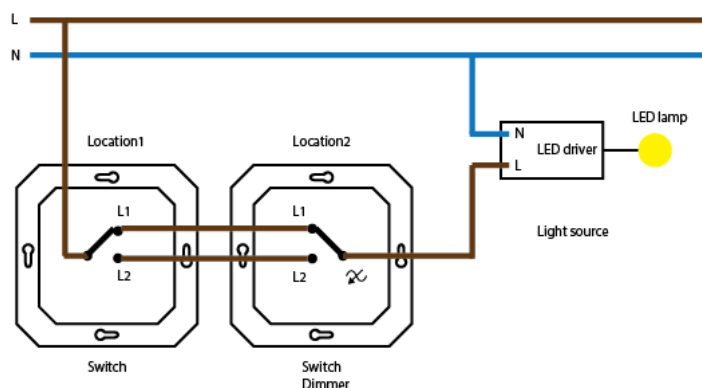 L
N
Location1
Location2
LED lamp
N
LED driver
L
L1
L1
Light source
L2
L2
Switch
Switch
Dimmer